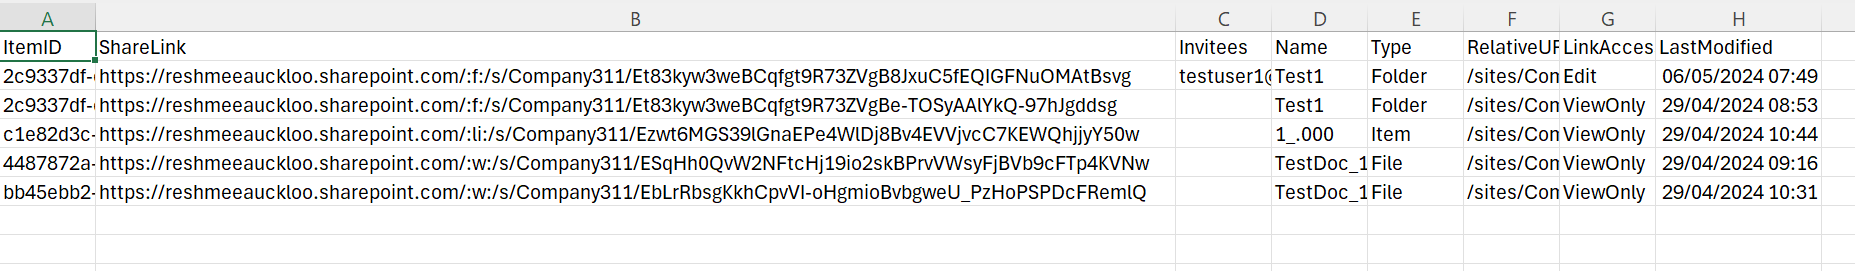 A B C D E F G H
ItemID ShareLink Invitees Name Type RelativeUF LinkAcces LastModified
2c9337df- https://reshmeeauckloo.sharepoint.com/:f:/s/Company311/Et83kyw3weBCqfgt9R73ZVgB8JxuC5fEQIGFNuOMAtBsvg testuser1@ Test1 Folder /sites/Con Edit 06/05/2024 07:49
2c9337df- https://reshmeeauckloo.sharepoint.com/:f:/s/Company311/Et83kyw3weBCqfgt9R73ZVgBe-TOSyAAlYkQ-97hJgddsg Test1 Folder /sites/Con ViewOnly 29/04/2024 08:53
c1e82d3c- https://reshmeeauckloo.sharepoint.com/:li:/s/Company311/Ezwt6MGS39lGnaEPe4WlDj8Bv4EVVjvcC7KEWQhjjyY50w 1_.000 Item /sites/Con ViewOnly 29/04/2024 10:44
4487872a- https://reshmeeauckloo.sharepoint.com/:w:/s/Company311/ESqHh0QvW2NFtcHj19io2skBPrvVWsyFjBVb9cFTp4KVNw TestDoc_1 File /sites/Con ViewOnly 29/04/2024 09:16
bb45ebb2- https://reshmeeauckloo.sharepoint.com/:w:/s/Company311/EbLrRbsgKkhCpvVI-oHgmioBvbgweU_PzHoPSPDcFRemlQ TestDoc_1 File /sites/Con ViewOnly 29/04/2024 10:31